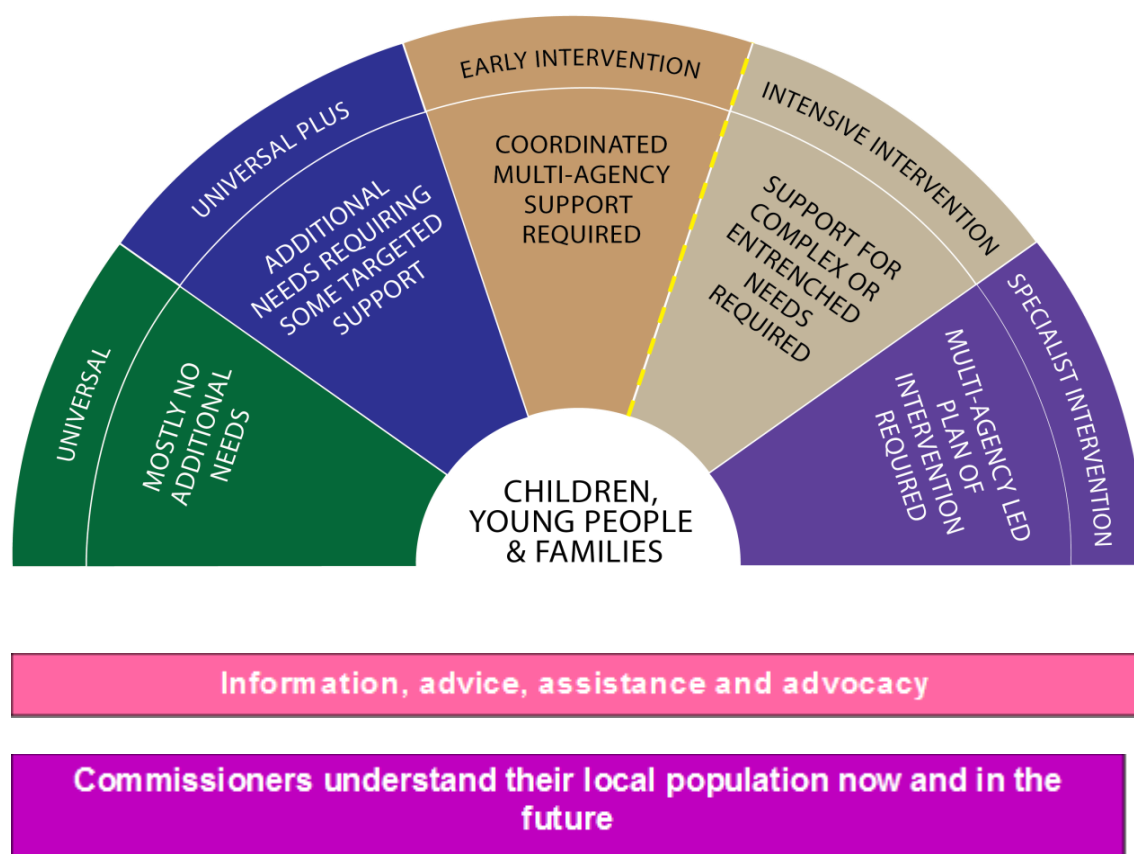 UNIVERSAL
MOSTLY NO
ADDITIONAL
NEEDS
UNIVERSAL PLUS
ADDITIONAL
NEEDS REQUIRING
SOME TARGETED
SUPPORT
EARLY INTERVENTION
COORDINATED
MULTI-AGENCY
SUPPORT
REQUIRED
INTENSIVE INTERVENTION
SUPPORT FOR
COMPLEX OR
ENTRENCHED
NEEDS
REQUIRED
SPECIALIST INTERVENTION
MULTI-AGENCY LED
PLAN OF
INTERVENTION
REQUIRED
CHILDREN,
YOUNG PEOPLE
& FAMILIES
Information, advice, assistance and advocacy
Commissioners understand their local population now and in the
future